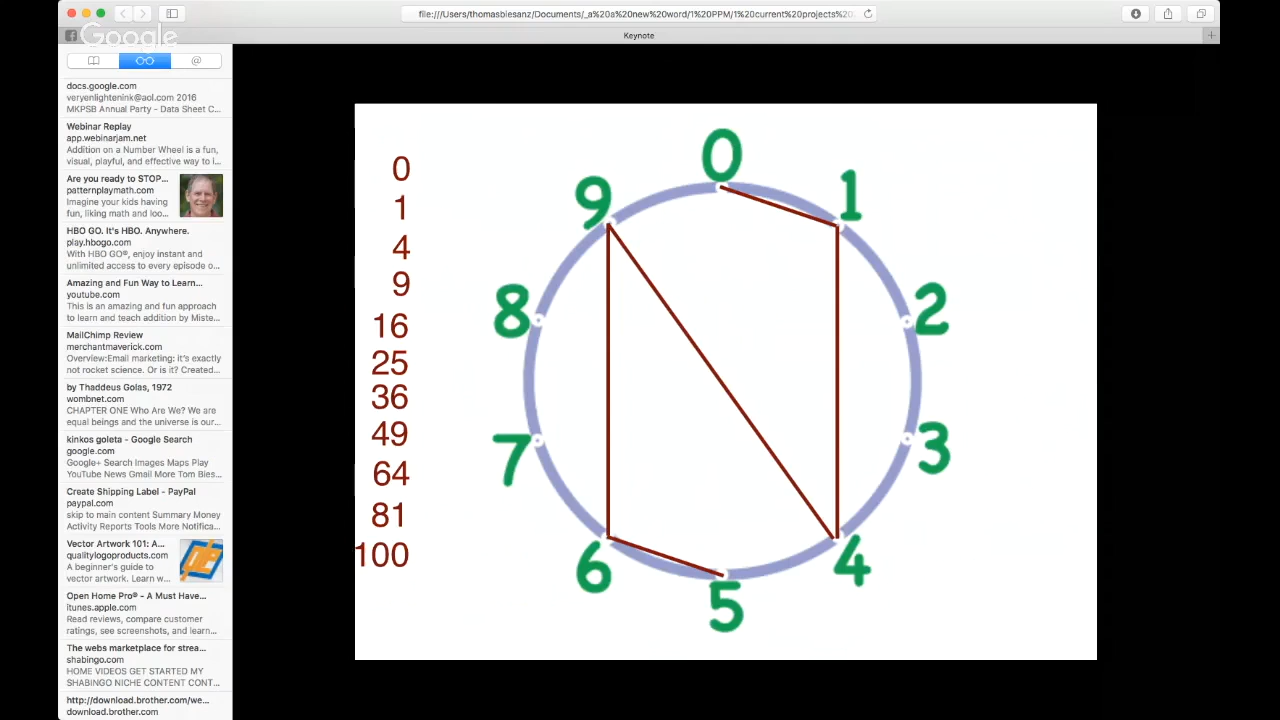 file:///Users/thomasbiesanz/Documents/_a%20a%20new%20word/1%20PPM/1%20current%20projects%20.
Google
Keynote
docs.google.com
veryenlightenink@aol.com 2016
MKPSB Annual Party - Data Sheet C...
Webinar Replay
app.webinarjam.net
Addition on a Number Wheel is a fun,
visual, playful, and effective way to i...
Are you ready to STOP...
patternplaymath.com
Imagine your kids having
fun, liking math and loo...
HBO GO. It's HBO. Anywhere.
play.hbogo.com
With HBO GO®, enjoy instant and
unlimited access to every episode o...
Amazing and Fun Way to Learn...
youtube.com
This is an amazing and fun approach
to learn and teach addition by Miste...
MailChimp Review
merchantmaverick.com
Overview:Email marketing: it's exactly
not rocket science. Or is it? Created...
by Thaddeus Golas, 1972
wombnet.com
CHAPTER ONE Who Are We? We are
equal beings and the universe is our...
kinkos goleta - Google Search
google.com
Google+ Search Images Maps Play
YouTube News Gmail More Tom Bies...
Create Shipping Label - PayPal
paypal.com
skip to main content Summary Money
Activity Reports Tools More Notifica...
Vector Artwork 101: A...
qualitylogoproducts.com
A beginner's guide to
vector artwork. Learn w...
Open Home Pro® - A Must Have...
itunes.apple.com
Read reviews, compare customer
ratings, see screenshots, and learn...
The webs marketplace for strea...
shabingo.com
HOME VIDEOS GET STARTED MY
SHABINGO NICHE CONTENT CONT...
http://download.brother.com/we...
download.brother.com
0
1
4
9
16
25
36
49
64
81
100
0
1
2
3
4
5
6
7
8
9